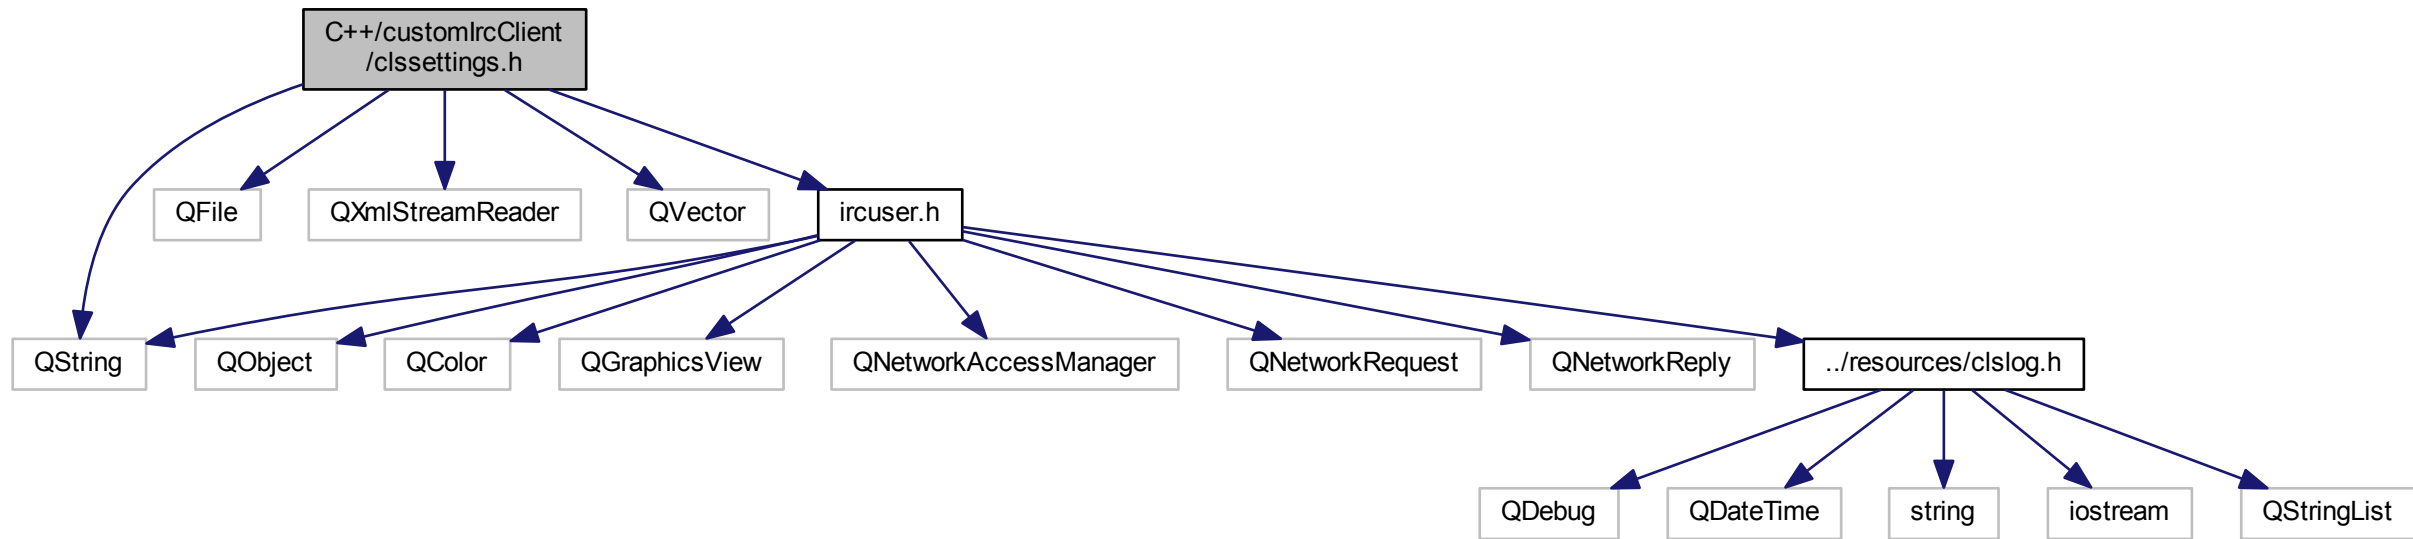 C++/customIrcClient
/clssettings.h
QFile
QXmlStreamReader
QVector
ircuser.h
QString
QObject
QColor
QGraphicsView
QNetworkAccessManager
QNetworkRequest
QNetworkReply
../resources/clslog.h
QDebug
QDateTime
string
iostream
QStringList